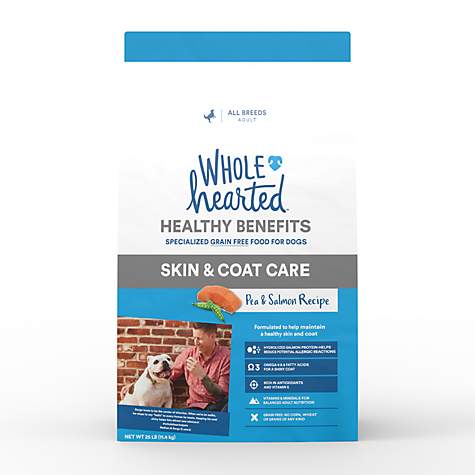 ALL BREEDS
ADULT
WHOLE
hearted
HEALTHY BENEFITS
SPECIALIZED GRAIN FREE FOOD FOR DOGS
SKIN & COAT CARE
Pea & Salmon Recipe
Formulated to help maintain
a healthy skin and coat
HYDROLYZED SALMON PROTEIN HELPS
REDUCE POTENTIAL ALLERGIC REACTIONS
Ω3
OMEGA 6 & 3 FATTY ACIDS
FOR A SHINY COAT
RICH IN ANTIOXIDANTS
AND VITAMIN E
VITAMINS & MINERALS FOR
BALANCED ADULT NUTRITION
GRAIN FREE: NO CORN, WHEAT
OR GRAINS OF ANY KIND
NET WT 25 LB (11.4 kg)